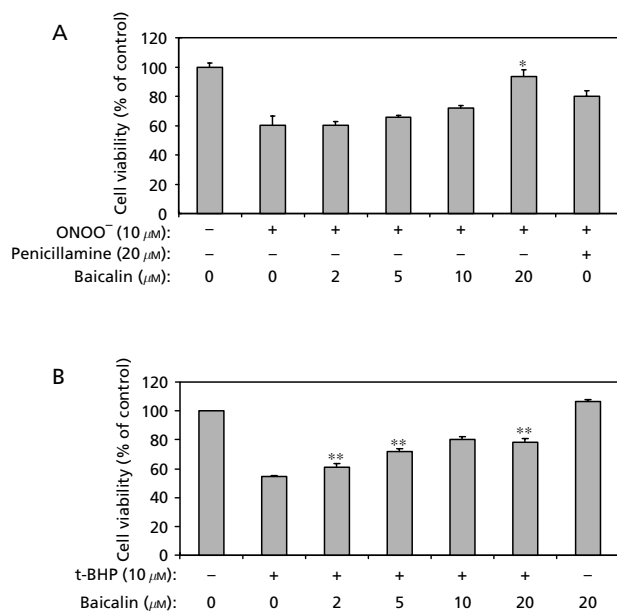 A
Cell viability (% of control)
120
100
80
60
40
20
0
*
ONOO⁻ (10 µM): – + + + + + +
Penicillamine (20 µM): – – – – – – +
Baicalin (µM): 0 0 2 5 10 20 0
B
Cell viability (% of control)
120
100
80
60
40
20
0
** ** **
t-BHP (10 µM): – + + + + + –
Baicalin (µM): 0 0 2 5 10 20 20